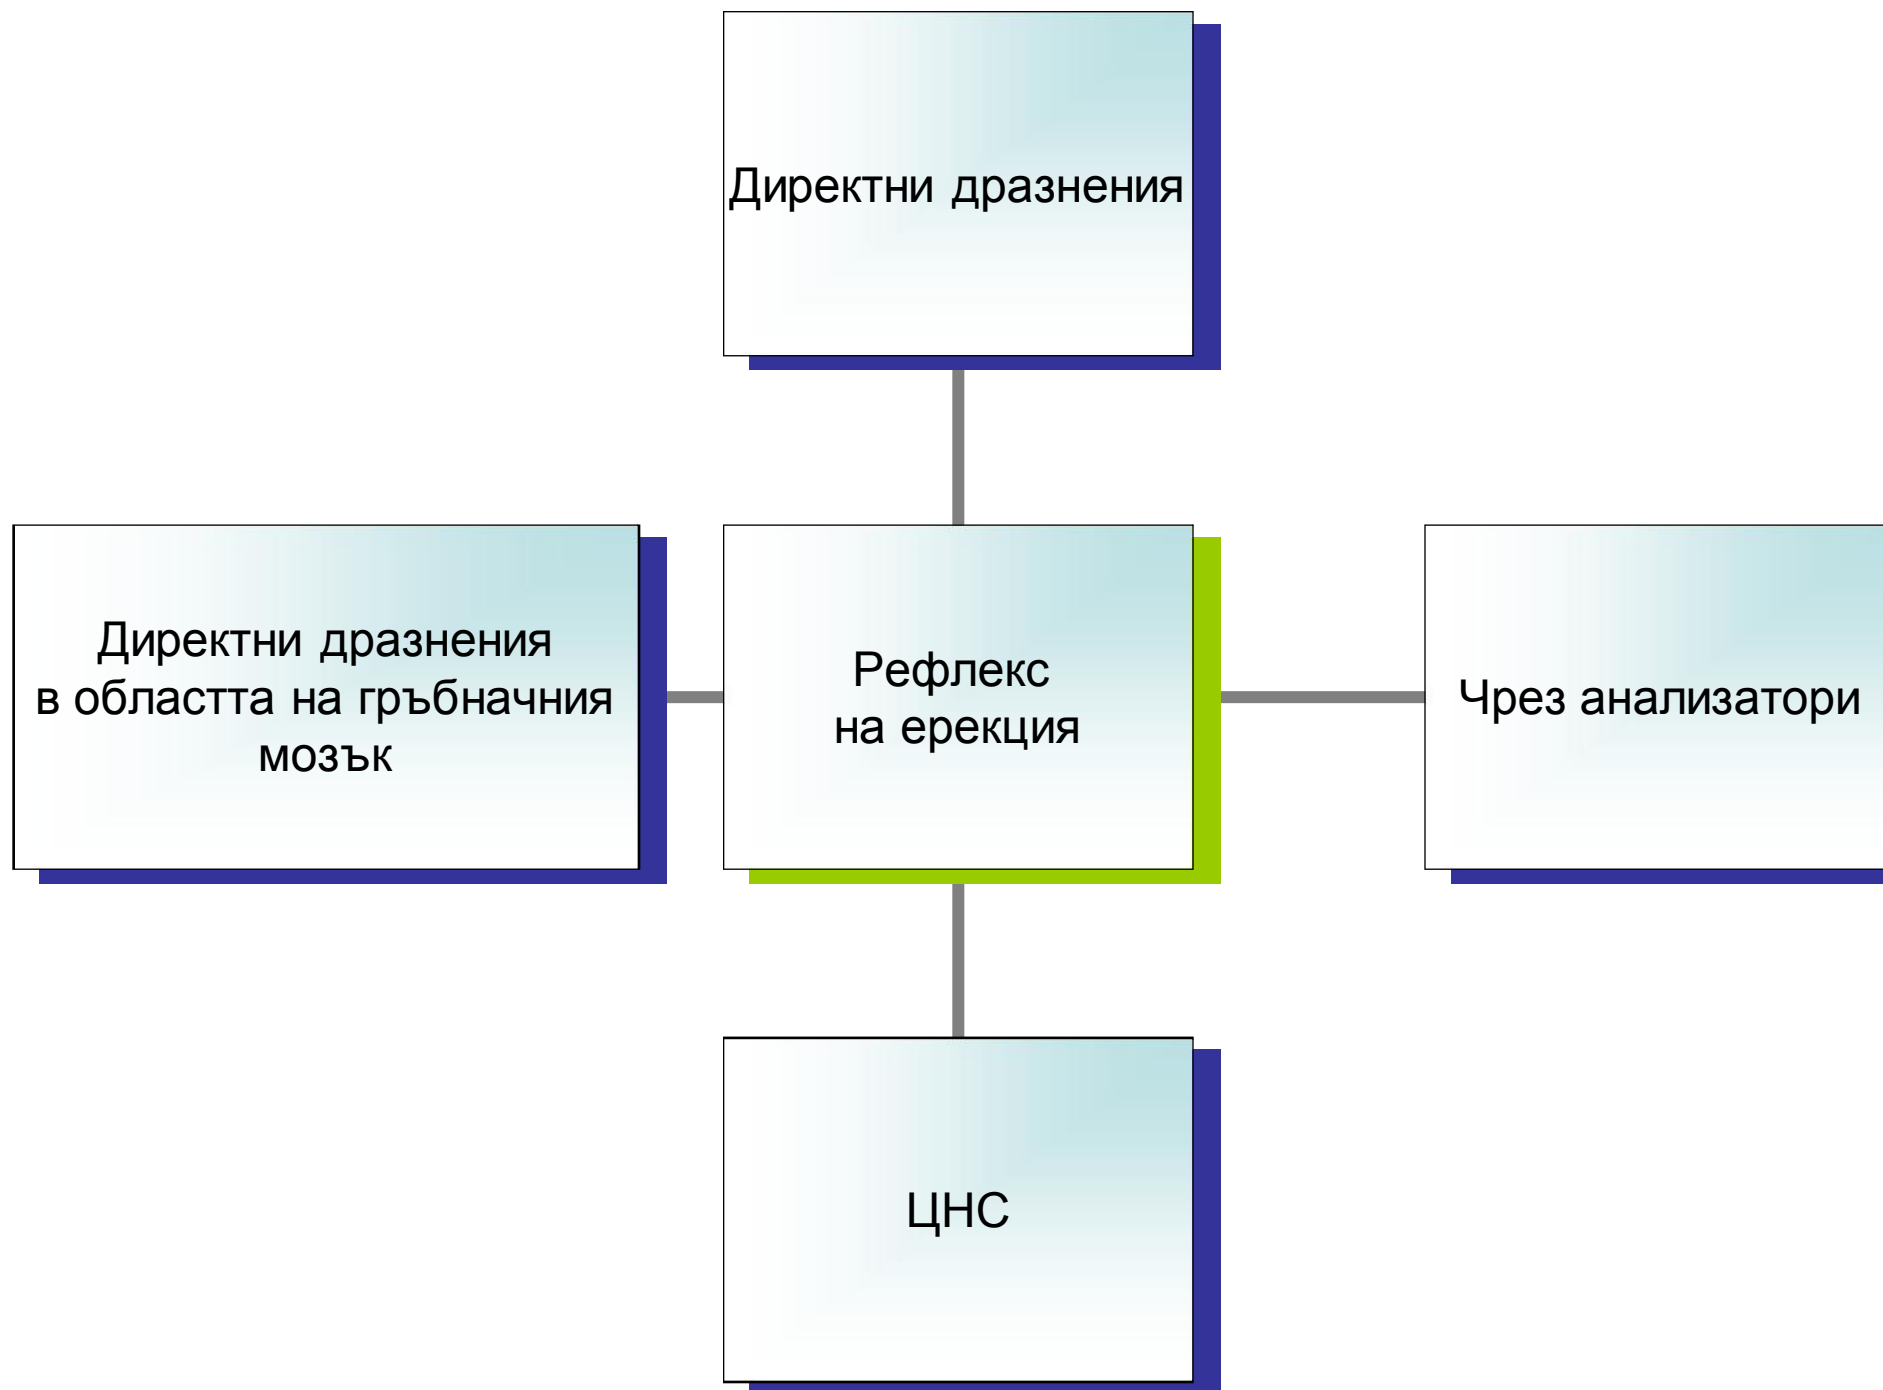 Директни дразнения
Директни дразнения
в областта на гръбначния
мозък
Рефлекс
на ерекция
Чрез анализатори
ЦНС